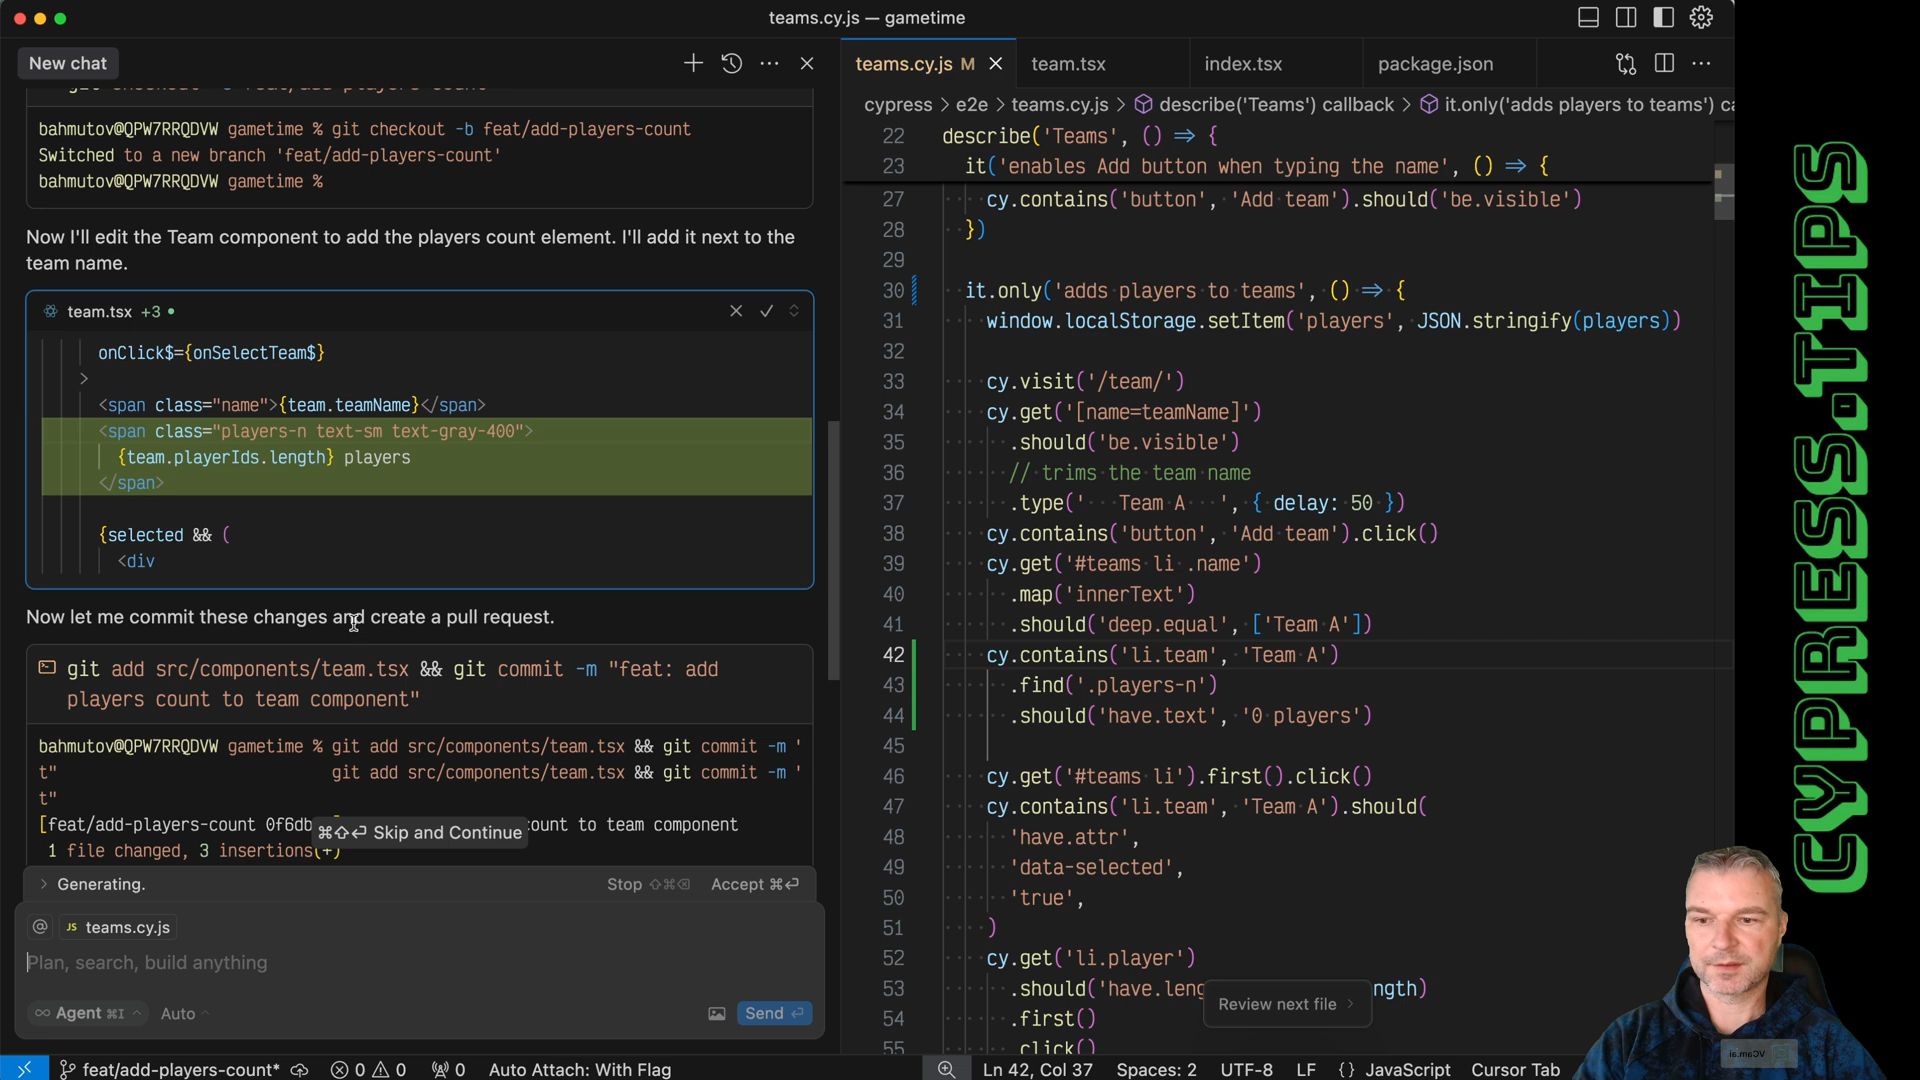 teams.cy.js — gametime
New chat
bahmutov@QPW7RRQDVW gametime % git checkout -b feat/add-players-count
Switched to a new branch 'feat/add-players-count'
bahmutov@QPW7RRQDVW gametime %
Now I'll edit the Team component to add the players count element. I'll add it next to the
team name.
team.tsx +3
onClick$={onSelectTeam$}
>
<span class="name">{team.teamName}</span>
<span class="players-n text-sm text-gray-400">
{team.playerIds.length} players
</span>
{selected && (
<div
Now let me commit these changes and create a pull request.
git add src/components/team.tsx && git commit -m "feat: add
players count to team component"
bahmutov@QPW7RRQDVW gametime % git add src/components/team.tsx && git commit -m '
t" git add src/components/team.tsx && git commit -m '
t"
[feat/add-players-count 0f6db ount to team component
1 file changed, 3 insertions(+)
⌘⇧⏎ Skip and Continue
Generating. Stop ⇧⌘⌫ Accept ⌘⏎
@ JS teams.cy.js
Plan, search, build anything
∞ Agent ⌘I Auto Send ⏎
teams.cy.js M team.tsx index.tsx package.json
cypress > e2e > teams.cy.js > describe('Teams') callback > it.only('adds players to teams') ca
22 describe('Teams', () => {
23 it('enables Add button when typing the name', () => {
27 cy.contains('button', 'Add team').should('be.visible')
28 })
29
30 it.only('adds players to teams', () => {
31 window.localStorage.setItem('players', JSON.stringify(players))
32
33 cy.visit('/team/')
34 cy.get('[name=teamName]')
35 .should('be.visible')
36 // trims the team name
37 .type('   Team A   ', { delay: 50 })
38 cy.contains('button', 'Add team').click()
39 cy.get('#teams li .name')
40 .map('innerText')
41 .should('deep.equal', ['Team A'])
42 cy.contains('li.team', 'Team A')
43 .find('.players-n')
44 .should('have.text', '0 players')
45
46 cy.get('#teams li').first().click()
47 cy.contains('li.team', 'Team A').should(
48 'have.attr',
49 'data-selected',
50 'true',
51 )
52 cy.get('li.player')
53 .should('have.leng ngth)
54 .first()
55 .click()
Review next file >
feat/add-players-count* 0 0 0 Auto Attach: With Flag
Ln 42, Col 37 Spaces: 2 UTF-8 LF {} JavaScript Cursor Tab
CYPRESS.TIPS
VCam.ai